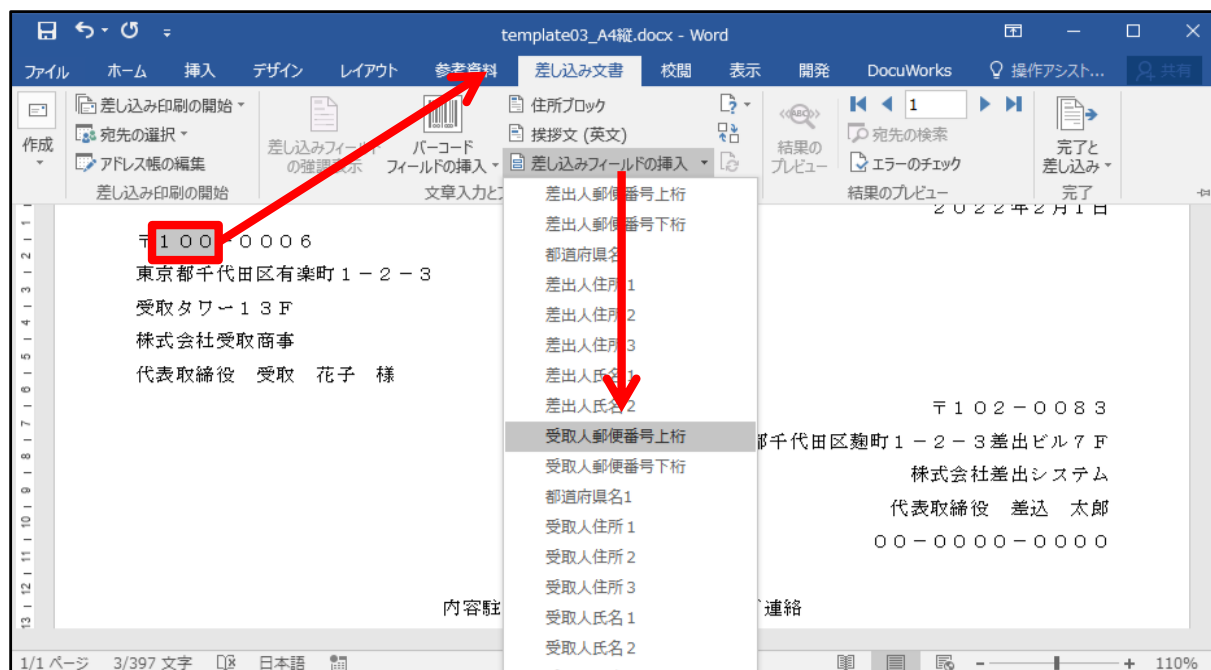 template03_A4縦.docx - Word
ファイル ホーム 挿入 デザイン レイアウト 参考資料 差し込み文書 校閲 表示 開発 DocuWorks 操作アシスト... 共有
作成
差し込み印刷の開始
宛先の選択
アドレス帳の編集
差し込み印刷の開始
差し込みフィールド
の強調表示
バーコード
フィールドの挿入
住所ブロック
挨拶文 (英文)
差し込みフィールドの挿入
文章入力と
結果の
プレビュー
1
宛先の検索
エラーのチェック
結果のプレビュー
完了と
差し込み
完了
差出人郵便番号上桁
差出人郵便番号下桁
都道府県名
差出人住所1
差出人住所2
差出人住所3
差出人氏名1
差出人氏名2
受取人郵便番号上桁
受取人郵便番号下桁
都道府県名1
受取人住所1
受取人住所2
受取人住所3
受取人氏名1
受取人氏名2
2022年2月1日
〒100-0006
東京都千代田区有楽町1-2-3
受取タワー13F
株式会社受取商事
代表取締役 受取 花子 様
〒102-0083
都千代田区麹町1-2-3差出ビル7F
株式会社差出システム
代表取締役 差込 太郎
00-0000-0000
内容証
連絡
1/1 ページ 3/397 文字 日本語 110%